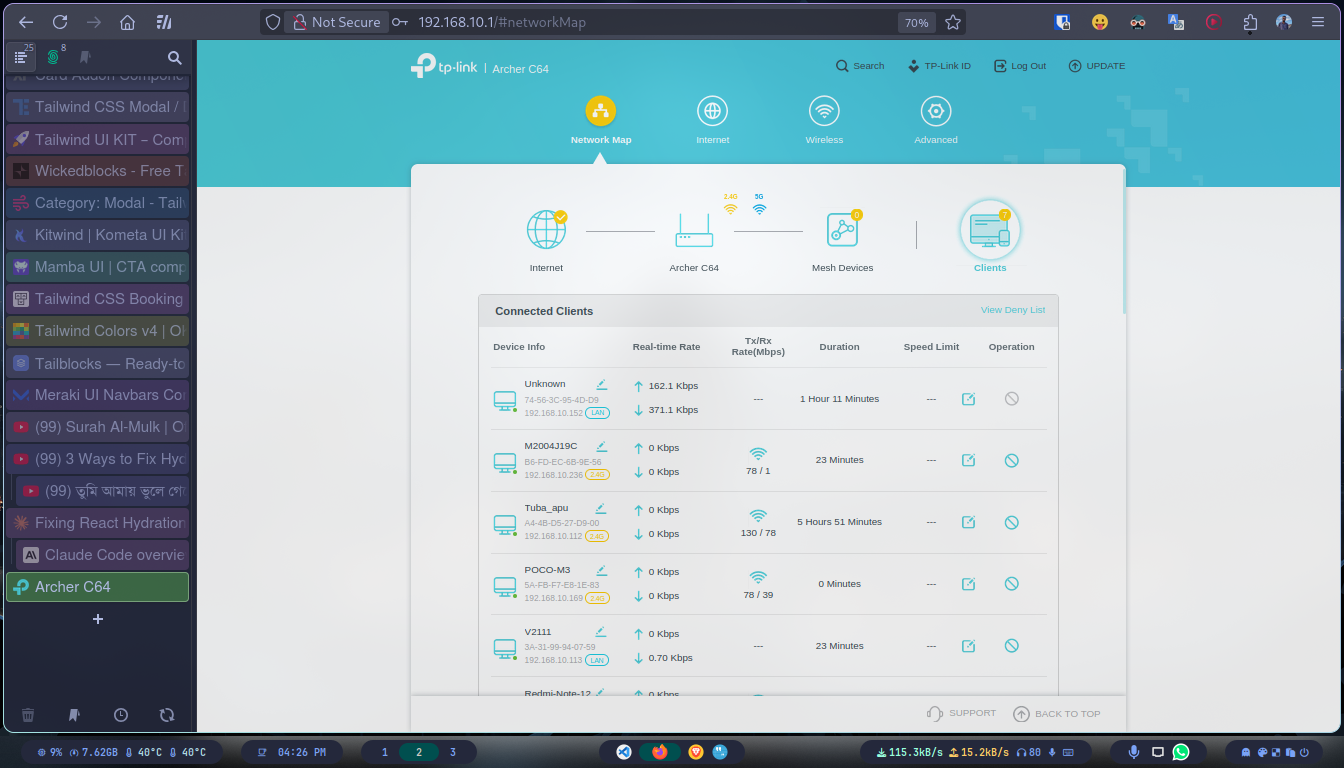 Not Secure
192.168.10.1/#networkMap
70%
25
8
Card Addon Compone
Tailwind CSS Modal /
Tailwind UI KIT – Com
Wickedblocks - Free T
Category: Modal - Tail
Kitwind | Kometa UI Ki
Mamba UI | CTA comp
Tailwind CSS Booking
Tailwind Colors v4 |
Tailblocks — Ready-to
Meraki UI Navbars Co
(99) Surah Al-Mulk |
(99) 3 Ways to Fix Hyd
(99) তুমি আমায় ভুলে
Fixing React Hydration
Claude Code overvie
Archer C64
tp-link | Archer C64
Search
TP-Link ID
Log Out
UPDATE
Network Map
Internet
Wireless
Advanced
2.4G
5G
0
7
Internet
Archer C64
Mesh Devices
Clients
Connected Clients
View Deny List
Device Info
Real-time Rate
Tx/Rx
Rate(Mbps)
Duration
Speed Limit
Operation
Unknown
74-56-3C-95-4D-D9
192.168.10.152 LAN
162.1 Kbps
371.1 Kbps
---
1 Hour 11 Minutes
---
M2004J19C
B6-FD-EC-6B-9E-56
192.168.10.236 2.4G
0 Kbps
0 Kbps
78 / 1
23 Minutes
---
Tuba_apu
A4-4B-D5-27-D9-00
192.168.10.112 2.4G
0 Kbps
0 Kbps
130 / 78
5 Hours 51 Minutes
---
POCO-M3
5A-FB-F7-E8-1E-83
192.168.10.169 2.4G
0 Kbps
0 Kbps
78 / 39
0 Minutes
---
V2111
3A-31-99-94-07-59
192.168.10.113 LAN
0 Kbps
0.70 Kbps
---
23 Minutes
---
Redmi-Note-12
0 Kbps
SUPPORT
BACK TO TOP
9%
7.62GB
40°C
40°C
04:26 PM
1
2
3
115.3kB/s
15.2kB/s
80